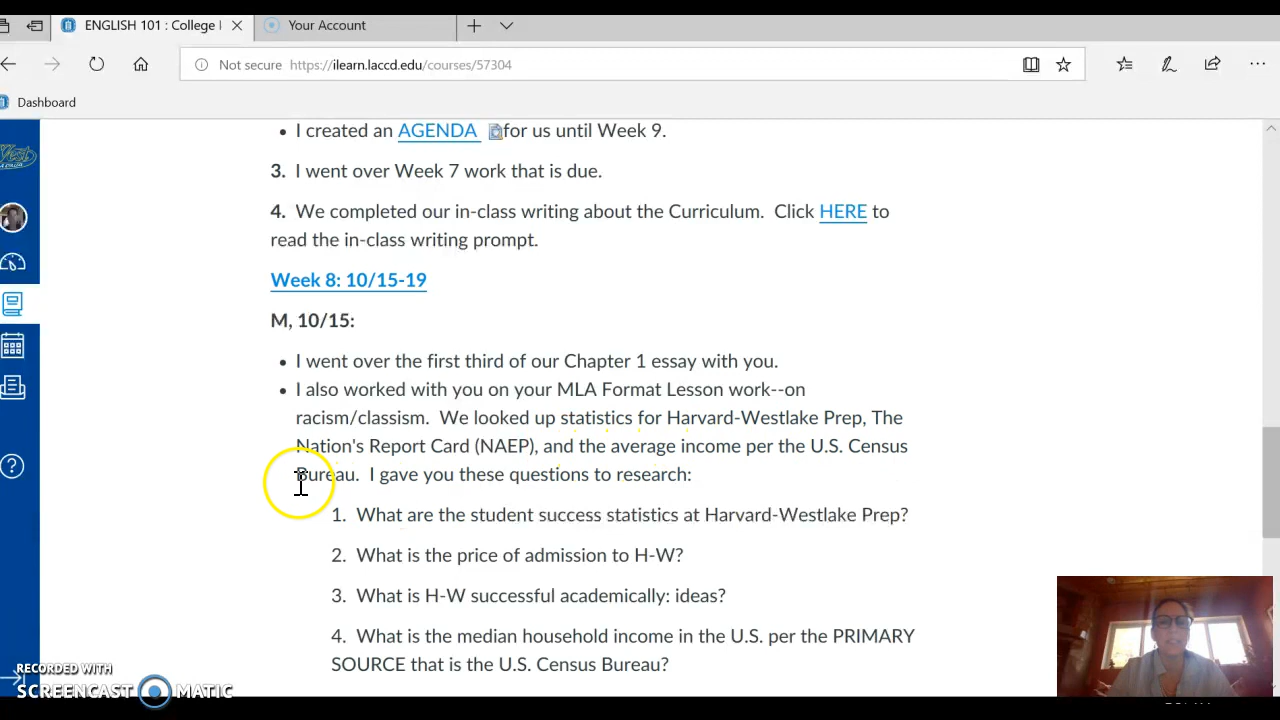 ENGLISH 101 : College
Your Account
Not secure https://ilearn.laccd.edu/courses/57304
Dashboard
• I created an AGENDA for us until Week 9.
3. I went over Week 7 work that is due.
4. We completed our in-class writing about the Curriculum. Click HERE to
read the in-class writing prompt.
Week 8: 10/15-19
M, 10/15:
• I went over the first third of our Chapter 1 essay with you.
• I also worked with you on your MLA Format Lesson work--on
racism/classism. We looked up statistics for Harvard-Westlake Prep, The
Nation's Report Card (NAEP), and the average income per the U.S. Census
Bureau. I gave you these questions to research:
1. What are the student success statistics at Harvard-Westlake Prep?
2. What is the price of admission to H-W?
3. What is H-W successful academically: ideas?
4. What is the median household income in the U.S. per the PRIMARY
SOURCE that is the U.S. Census Bureau?
RECORDED WITH
SCREENCAST MATIC